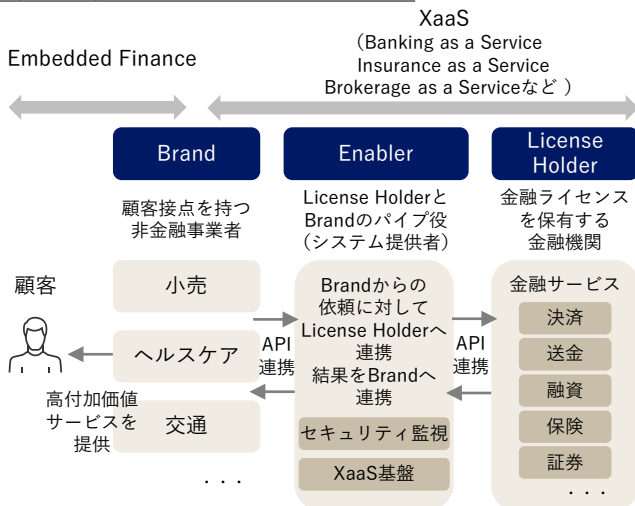 XaaS
（Banking as a Service
Insurance as a Service
Brokerage as a Serviceなど ）
Embedded Finance
Brand
Enabler
License
Holder
顧客接点を持つ
非金融事業者
License Holderと
Brandのパイプ役
（システム提供者）
金融ライセンス
を保有する
金融機関
顧客
小売
ヘルスケア
交通
・・・
高付加価値
サービスを
提供
API
連携
Brandからの
依頼に対して
License Holderへ
連携
結果をBrandへ
連携
セキュリティ監視
XaaS基盤
API
連携
金融サービス
決済
送金
融資
保険
証券
・・・